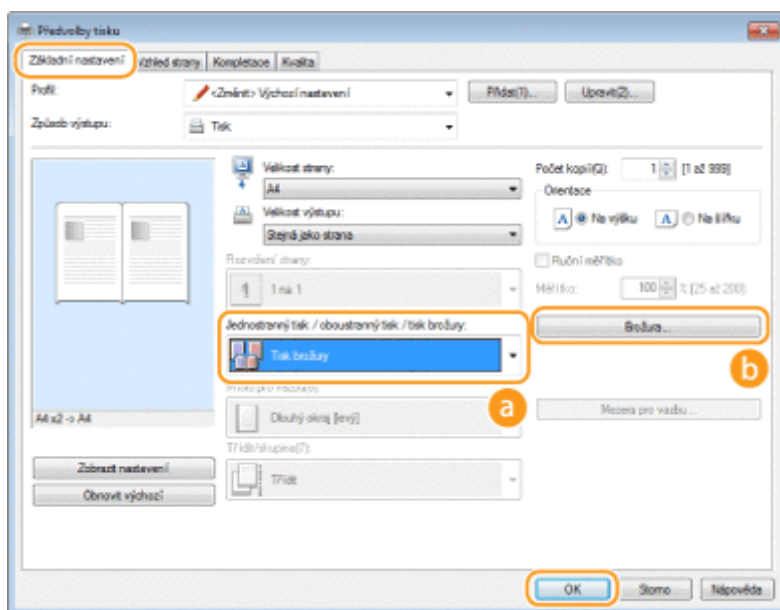 Předvolby tisku
Základní nastavení Vzhled strany Kompletace Kvalita
Profil: <Změnit> Výchozí nastavení Přidat(1)... Upravit(2)...
Způsob výstupu: Tisk
Velikost strany: Počet kopií(Q): 1 [1 až 999]
A4
Orientace
Velikost výstupu: A Na výšku A Na šířku
Stejná jako strana
Rozvržení strany: Ruční měřítko
1 1 na 1 Měřítko: 100 % [25 až 200]
Jednostranný tisk / oboustranný tisk / tisk brožury: Brožura...
Tisk brožury
b
a
A4 x2 -> A4 Dlouhý okraj [levý] Mezera pro vazbu...
Třídit/skupina(7):
Zobrazit nastavení Třídit
Obnovit výchozí
OK Storno Nápověda